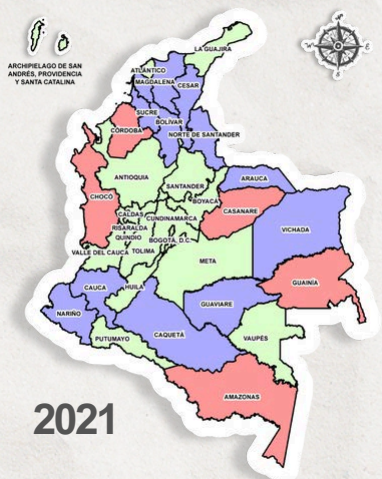 ARCHIPIELAGO DE SAN
ANDRÉS, PROVIDENCIA
Y SANTA CATALINA
LA GUAJIRA
ATLÁNTICO
MAGDALENA
CESAR
SUCRE
BOLIVAR
NORTE DE SANTANDER
CÓRDOBA
ANTIOQUIA
SANTANDER
ARAUCA
CHOCÓ
BOYACA
CASANARE
CALDAS
CUNDINAMARCA
RISARALDA
VICHADA
QUINDÍO
BOGOTÁ, D.C.
VALLE DEL CAUCA
TOLIMA
META
GUAINÍA
CAUCA
HUILA
GUAVIARE
NARIÑO
CAQUETÁ
PUTUMAYO
VAUPÉS
AMAZONAS
2021